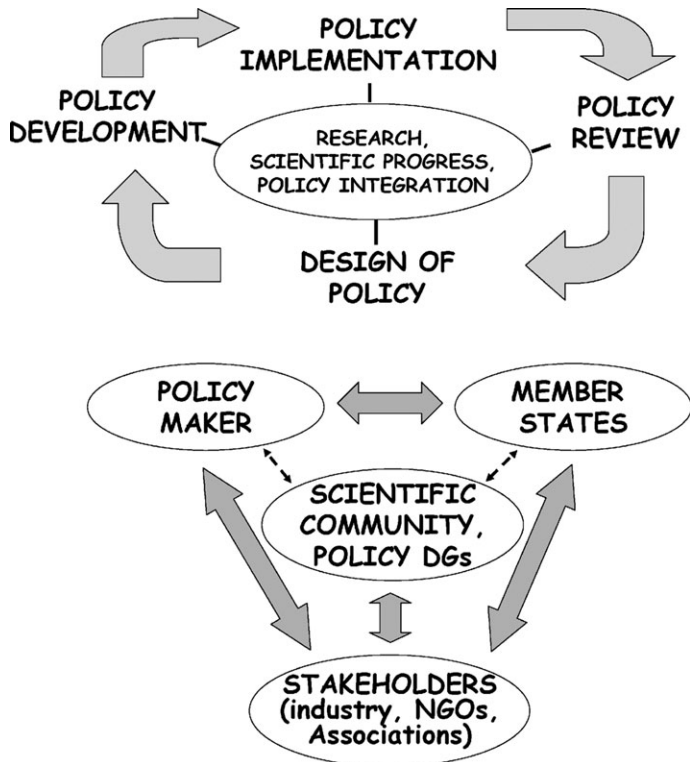 POLICY
IMPLEMENTATION
POLICY
DEVELOPMENT
POLICY
REVIEW
RESEARCH,
SCIENTIFIC PROGRESS,
POLICY INTEGRATION
DESIGN OF
POLICY
POLICY
MAKER
MEMBER
STATES
SCIENTIFIC
COMMUNITY,
POLICY DGs
STAKEHOLDERS
(industry, NGOs,
Associations)